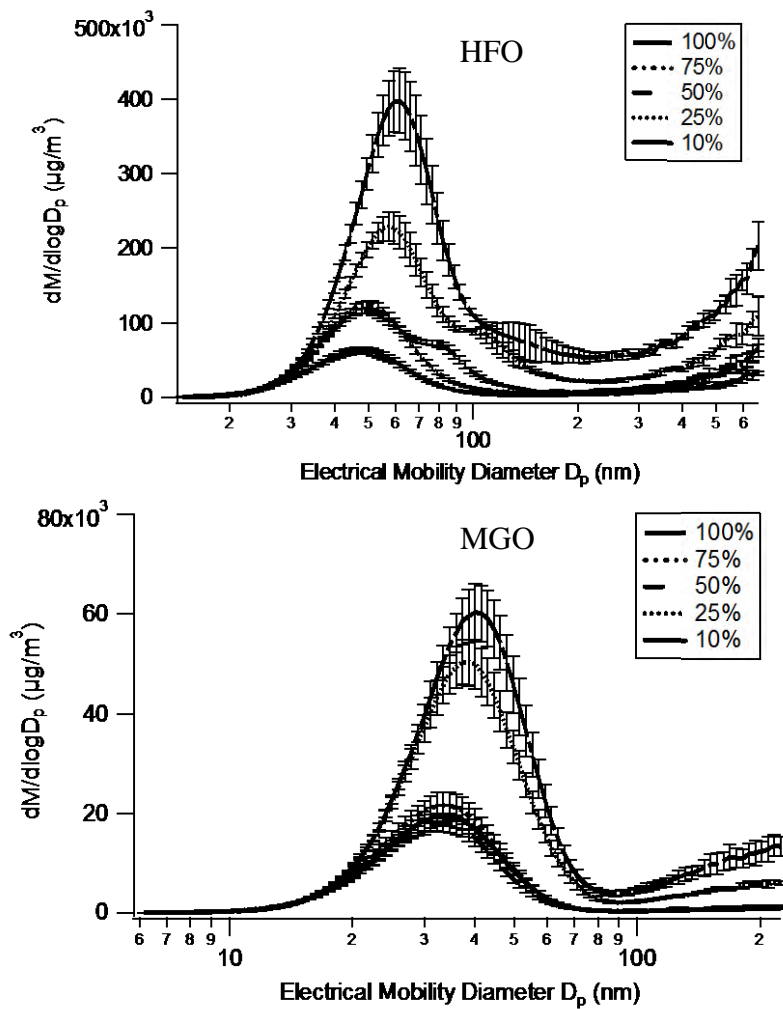 500x10³
400
300
200
100
0
dM/dlogDₚ (µg/m³)
HFO
100%
75%
50%
25%
10%
2 3 4 5 6 7 8 9 100 2 3 4 5 6
Electrical Mobility Diameter Dₚ (nm)
80x10³
60
40
20
0
dM/dlogDₚ (µg/m³)
MGO
100%
75%
50%
25%
10%
6 7 8 9 10 2 3 4 5 6 7 8 9 100 2
Electrical Mobility Diameter Dₚ (nm)